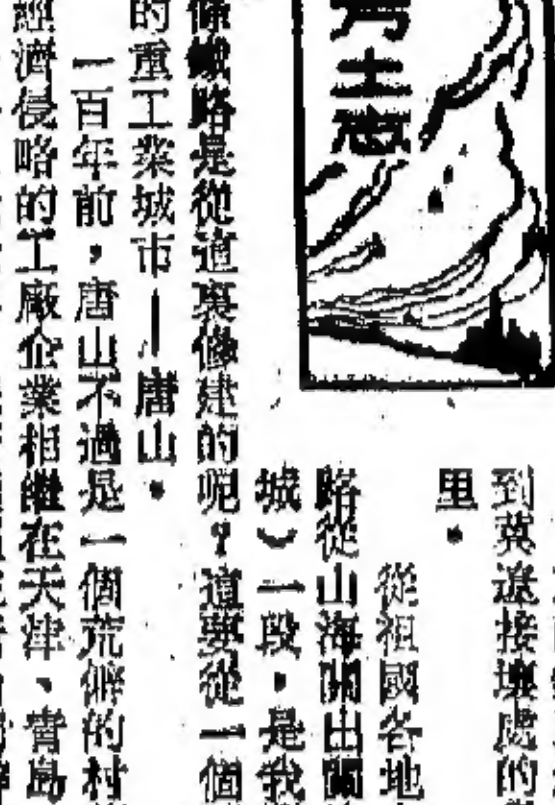 到冀遼接壤處的
里。
從祖國各地
路從山海關出關
城)一段,是我
方土志
條鐵路是從這裏修建的呢?這要從一個
的重工業城市——唐山。
一百年前,唐山不過是一個荒僻的村
經濟侵略的工廠企業相繼在天津、青島